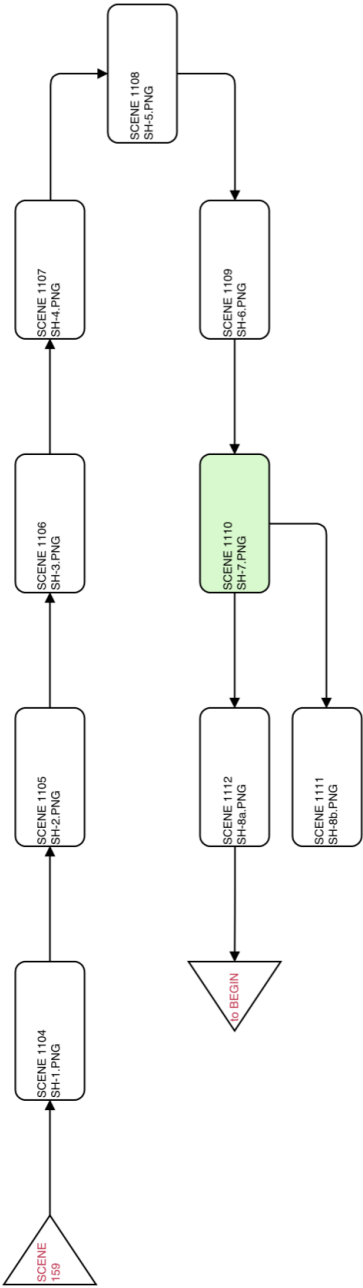 SCENE
159
SCENE 1104
SH-1.PNG
SCENE 1105
SH-2.PNG
SCENE 1106
SH-3.PNG
SCENE 1107
SH-4.PNG
SCENE 1108
SH-5.PNG
SCENE 1109
SH-6.PNG
SCENE 1110
SH-7.PNG
SCENE 1112
SH-8a.PNG
SCENE 1111
SH-8b.PNG
to BEGIN